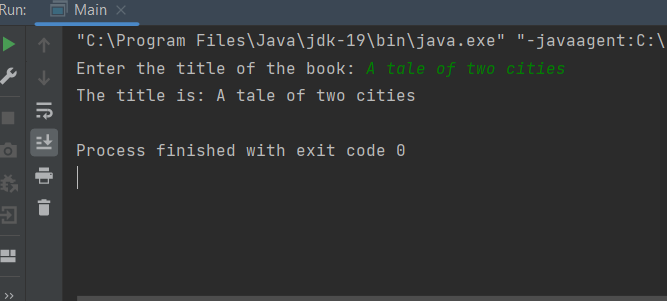 Run: Main ×
"C:\Program Files\Java\jdk-19\bin\java.exe" "-javaagent:C:\
Enter the title of the book: A tale of two cities
The title is: A tale of two cities
Process finished with exit code 0